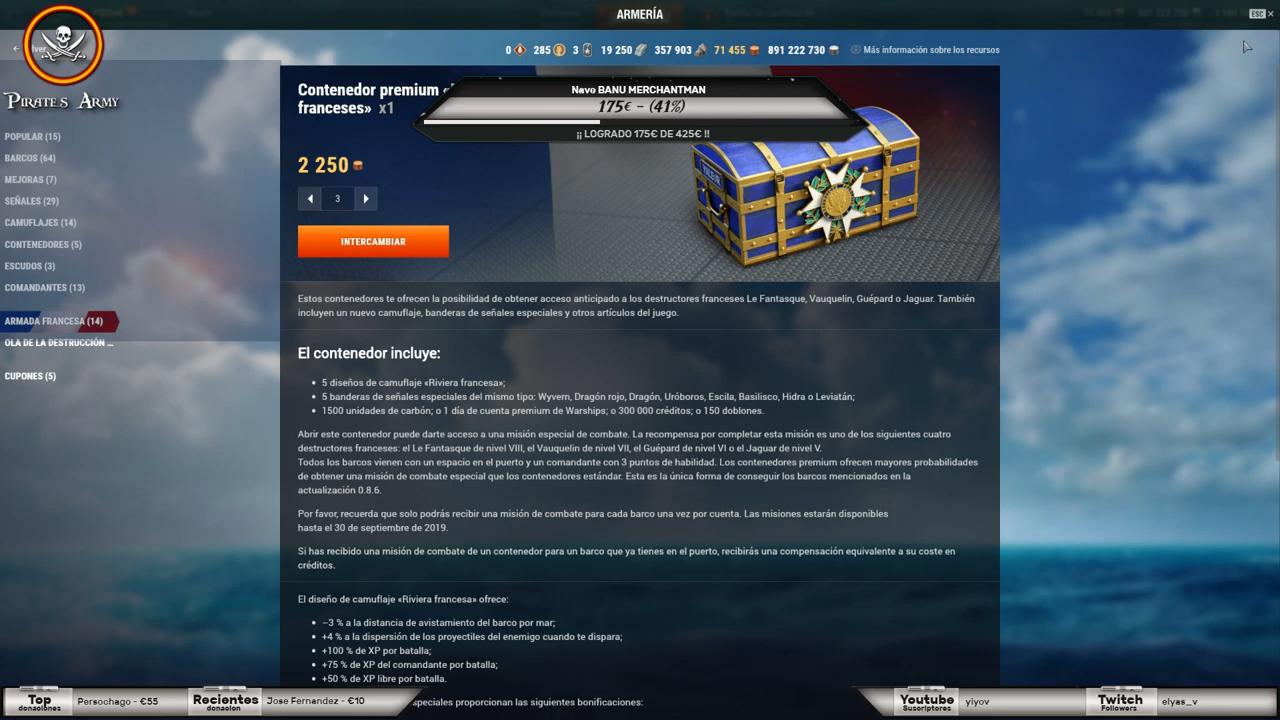 ARMERÍA
ESC
0 285 3 19 250 357 903 71 455 891 222 730 Más información sobre los recursos
PIRATE'S ARMY
POPULAR (15)
BARCOS (64)
MEJORAS (7)
SEÑALES (29)
CAMUFLAJES (14)
CONTENEDORES (5)
ESCUDOS (3)
COMANDANTES (13)
ARMADA FRANCESA (14)
OLA DE LA DESTRUCCIÓN ...
CUPONES (5)
Contenedor premium
franceses» x1
Nave BANU MERCHANTMAN
175€ - (41%)
¡¡ LOGRADO 175€ DE 425€ !!
2 250
3
INTERCAMBIAR
Estos contenedores te ofrecen la posibilidad de obtener acceso anticipado a los destructores franceses Le Fantasque, Vauquelin, Guépard o Jaguar. También
incluyen un nuevo camuflaje, banderas de señales especiales y otros artículos del juego.
El contenedor incluye:
• 5 diseños de camuflaje «Riviera francesa»;
• 5 banderas de señales especiales del mismo tipo: Wyvern, Dragón rojo, Dragón, Uróboros, Escila, Basilisco, Hidra o Leviatán;
• 1500 unidades de carbón; o 1 día de cuenta premium de Warships; o 300 000 créditos; o 150 doblones.
Abrir este contenedor puede darte acceso a una misión especial de combate. La recompensa por completar esta misión es uno de los siguientes cuatro
destructores franceses: el Le Fantasque de nivel VIII, el Vauquelin de nivel VII, el Guépard de nivel VI o el Jaguar de nivel V.
Todos los barcos vienen con un espacio en el puerto y un comandante con 3 puntos de habilidad. Los contenedores premium ofrecen mayores probabilidades
de obtener una misión de combate especial que los contenedores estándar. Esta es la única forma de conseguir los barcos mencionados en la
actualización 0.8.6.
Por favor, recuerda que solo podrás recibir una misión de combate para cada barco una vez por cuenta. Las misiones estarán disponibles
hasta el 30 de septiembre de 2019.
Si has recibido una misión de combate de un contenedor para un barco que ya tienes en el puerto, recibirás una compensación equivalente a su coste en
créditos.
El diseño de camuflaje «Riviera francesa» ofrece:
• –3 % a la distancia de avistamiento del barco por mar;
• +4 % a la dispersión de los proyectiles del enemigo cuando te dispara;
• +100 % de XP por batalla;
• +75 % de XP del comandante por batalla;
• +50 % de XP libre por batalla.
speciales proporcionan las siguientes bonificaciones:
Top
donaciones
Persochago - €55
Recientes
donacion
Jose Fernandez - €10
Youtube
Suscriptores
yiyov
Twitch
Followers
elyas_v